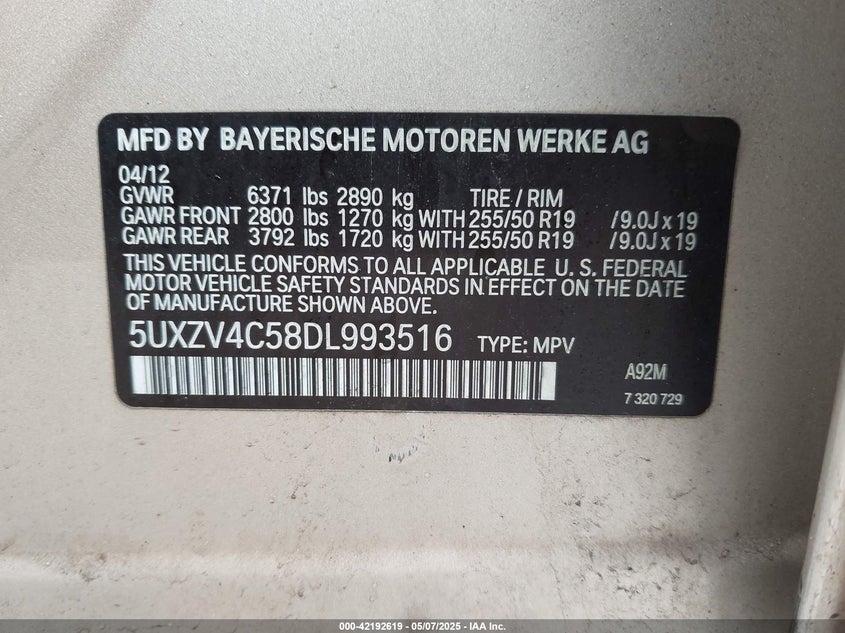 MFD BY BAYERISCHE MOTOREN WERKE AG
04/12
GVWR 6371 lbs 2890 kg TIRE / RIM
GAWR FRONT 2800 lbs 1270 kg WITH 255/50 R19 /9.0J x 19
GAWR REAR 3792 lbs 1720 kg WITH 255/50 R19 /9.0J x 19
THIS VEHICLE CONFORMS TO ALL APPLICABLE U. S. FEDERAL
MOTOR VEHICLE SAFETY STANDARDS IN EFFECT ON THE DATE
OF MANUFACTURE SHOWN ABOVE.
5UXZV4C58DL993516 TYPE: MPV
A92M
7 320 729
000-42192619 - 05/07/2025 - IAA Inc.